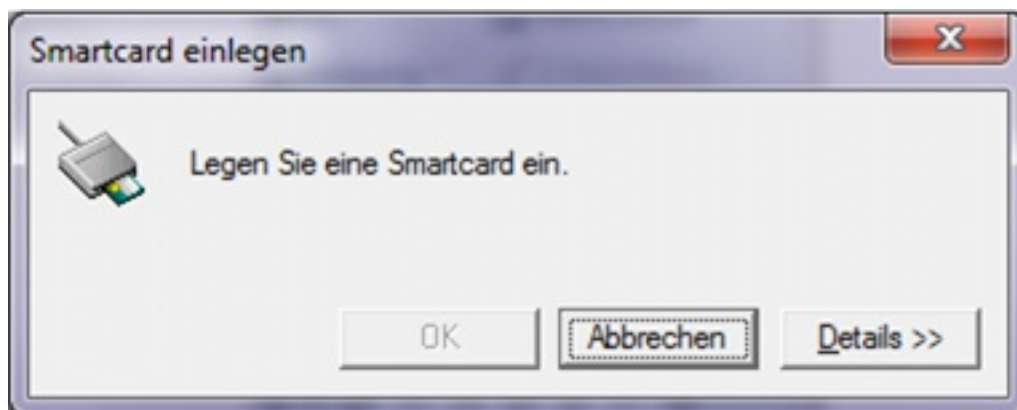 Smartcard einlegen
Legen Sie eine Smartcard ein.
OK Abbrechen Details >>